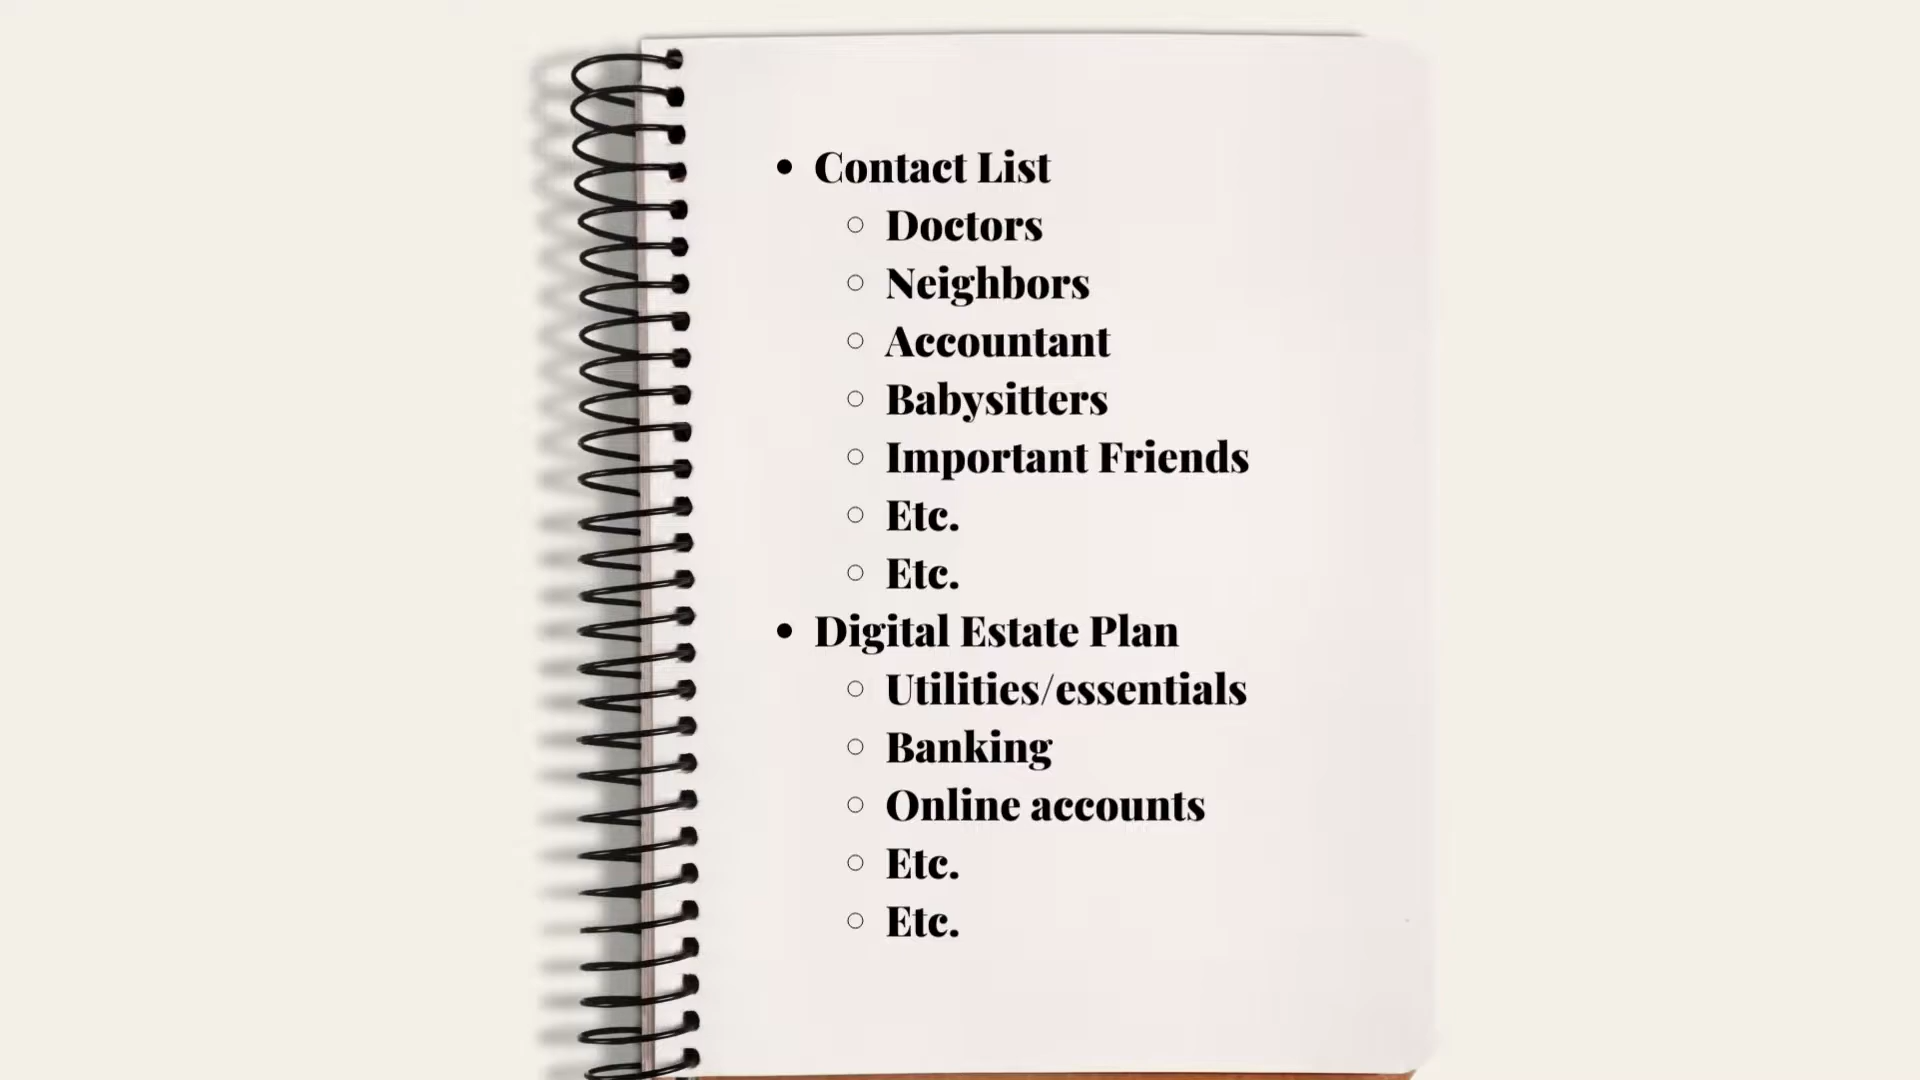 Contact List
Doctors
Neighbors
Accountant
Babysitters
Important Friends
Etc.
Etc.
Digital Estate Plan
Utilities/essentials
Banking
Online accounts
Etc.
Etc.